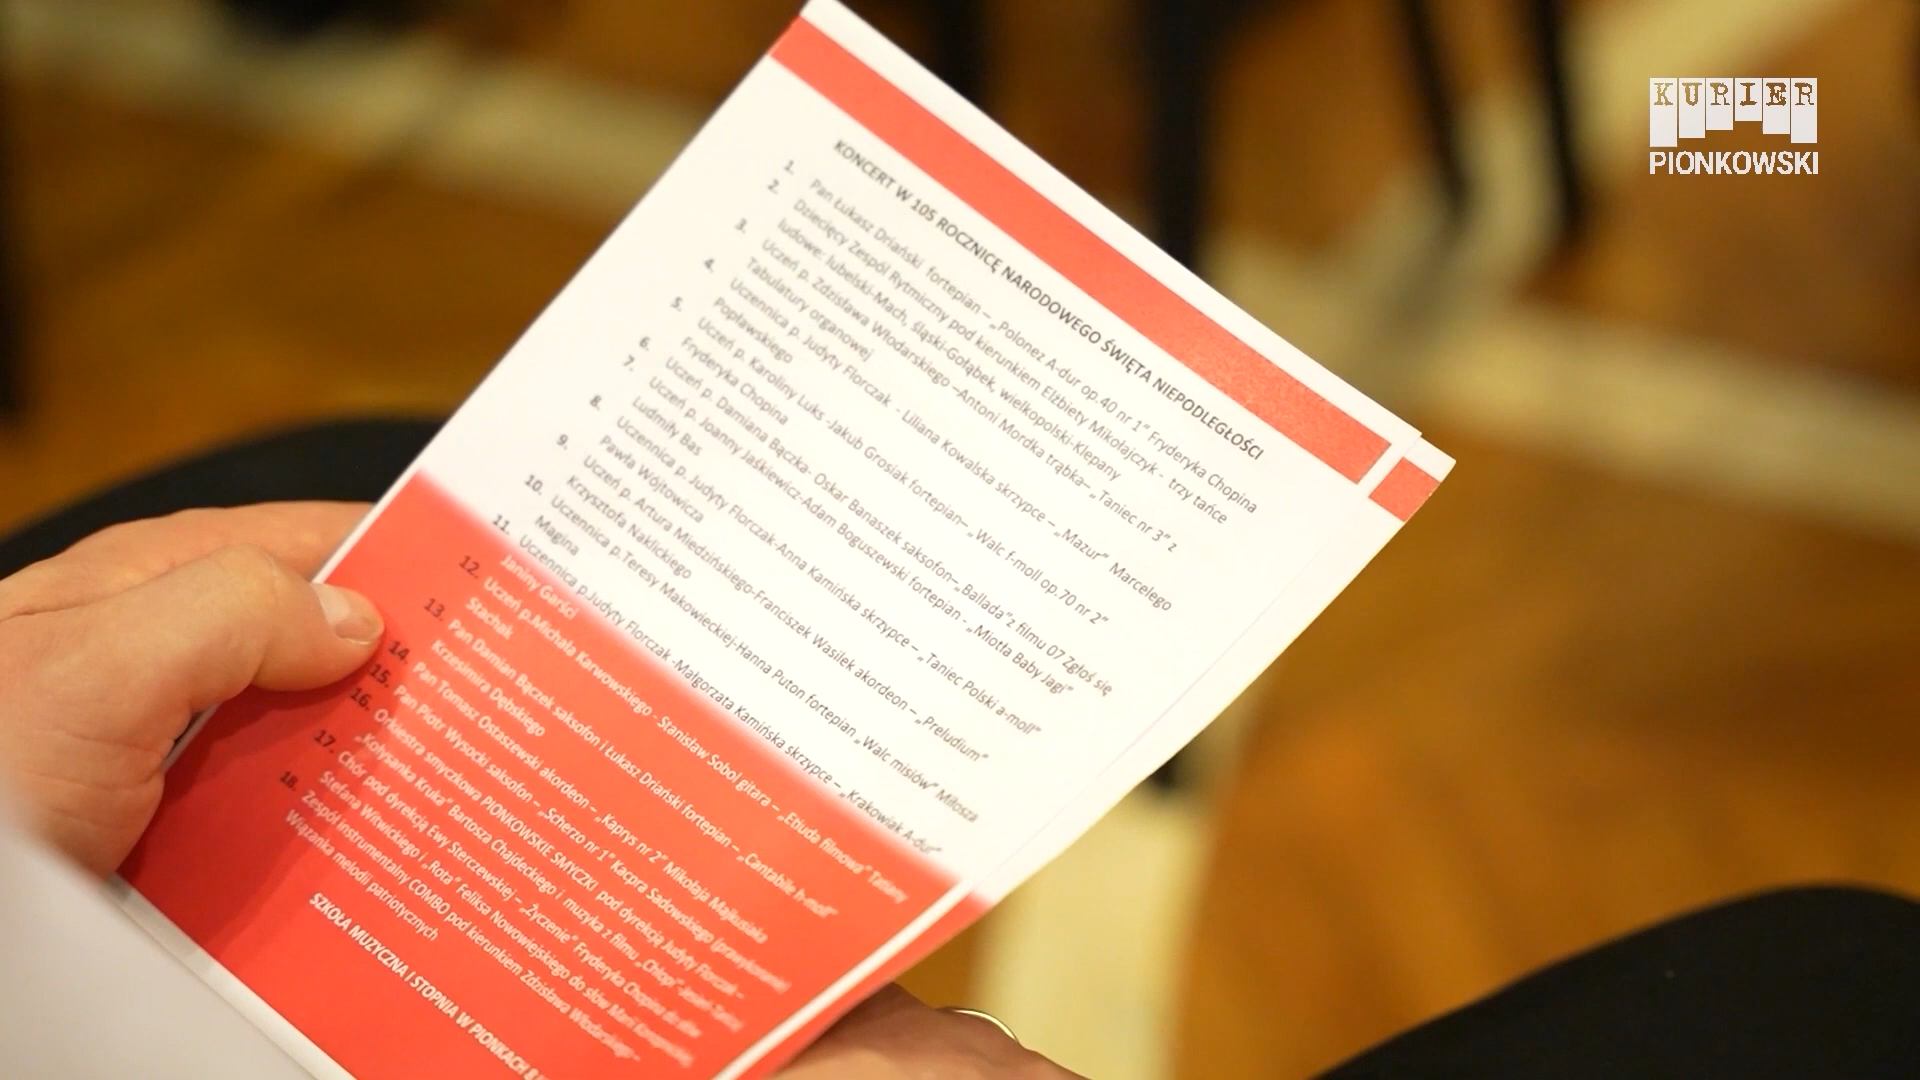 KURIER
PIONKOWSKI
KONCERT W 105 ROCZNICĘ NARODOWEGO ŚWIĘTA NIEPODLEGŁOŚCI
1. Pan Łukasz Driański fortepian – „Polonez A-dur op.40 nr 1" Fryderyka Chopina
2. Dziecięcy Zespół Rytmiczny pod kierunkiem Elżbiety Mikołajczyk - trzy tańce
ludowe: lubelski-Mach, śląski-Gołąbek, wielkopolski-Klepany
3. Uczeń p. Zdzisława Włodarskiego –Antoni Mordka trąbka– „Taniec nr 3" z
Tabulatury organowej
4. Uczennica p. Judyty Florczak - Liliana Kowalska skrzypce – „Mazur" Marcelego
Popławskiego
5. Uczeń p. Karoliny Luks -Jakub Grosiak fortepian– „Walc f-moll op.70 nr 2"
Fryderyka Chopina
6. Uczeń p. Damiana Bączka- Oskar Banaszek saksofon– „Ballada" z filmu 07 Zgłoś się
7. Uczeń p. Joanny Jaśkiewicz-Adam Boguszewski fortepian - „Miotła Baby Jagi"
Ludmiły Bas
8. Uczennica p. Judyty Florczak-Anna Kamińska skrzypce – „Taniec Polski a-moll"
Pawła Wójtowicza
9. Uczeń p. Artura Miedzińskiego-Franciszek Wasilek akordeon – „Preludium"
Krzysztofa Naklickiego
10. Uczennica p.Teresy Makowieckiej-Hanna Puton fortepian „Walc misiów" Miłosza
Magina
11. Uczennica p.Judyty Florczak -Małgorzata Kamińska skrzypce – „Krakowiak A-dur"
Janiny Garści
12. Uczeń p.Michała Karwowskiego - Stanisław Sobol gitara – „Etiuda filmowa" Tatiany
Stachak
13. Pan Damian Bączek saksofon i Łukasz Driański fortepian – „Cantabile h-moll"
Krzesimira Dębskiego
14. Pan Tomasz Ostaszewski akordeon – „Kaprys nr 2" Mikołaja Majkusiaka
15. Pan Piotr Wysocki saksofon – „Scherzo nr 1" Kacpra Sadowskiego (prawykonanie)
16. Orkiestra smyczkowa PIONKOWSKIE SMYCZKI pod dyrekcją Judyty Florczak –
„Kołysanka Kruka" Bartosza Chajdeckiego i muzyka z filmu „Chłopi"
17. Chór pod dyrekcją Ewy Sterczewskiej – „Życzenie" Fryderyka Chopina do słów
Stefana Witwickiego i „Rota" Feliksa Nowowiejskiego do słów Marii Konopnickiej
18. Zespół instrumentalny COMBO pod kierunkiem Zdzisława Włodarskiego –
Wiązanka melodii patriotycznych
SZKOŁA MUZYCZNA I STOPNIA W PIONKACH